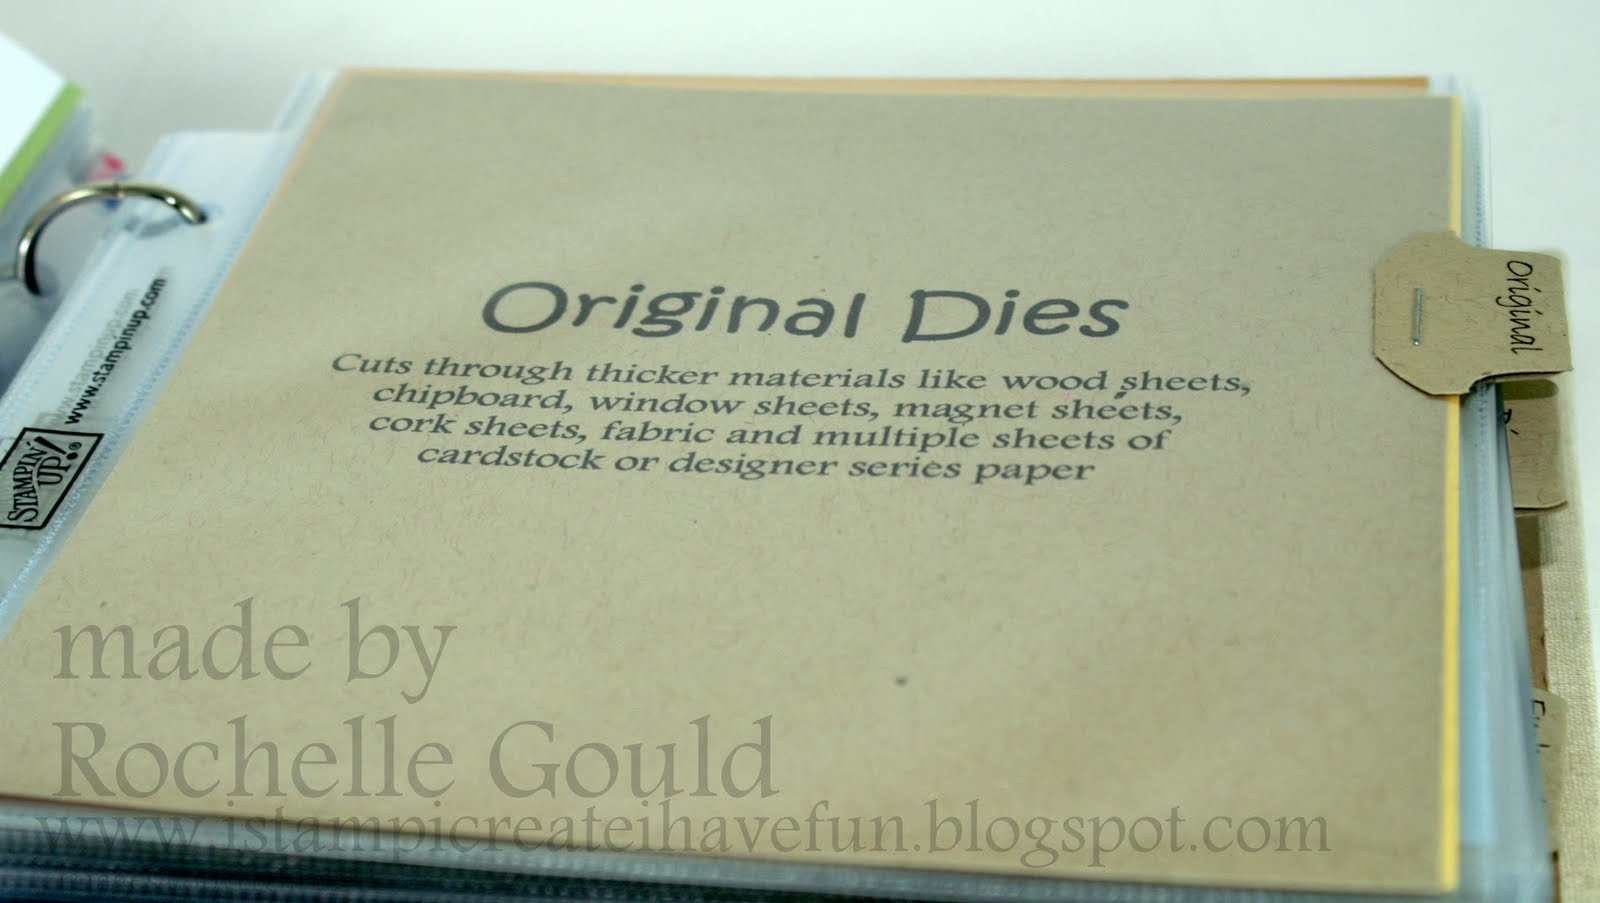 Original Dies
Cuts through thicker materials like wood sheets,
chipboard, window sheets, magnet sheets,
cork sheets, fabric and multiple sheets of
cardstock or designer series paper
Original
www.stampinup.com
STAMPIN'
UP!®
made by
Rochelle Gould
www.istampicreateihavefun.blogspot.com